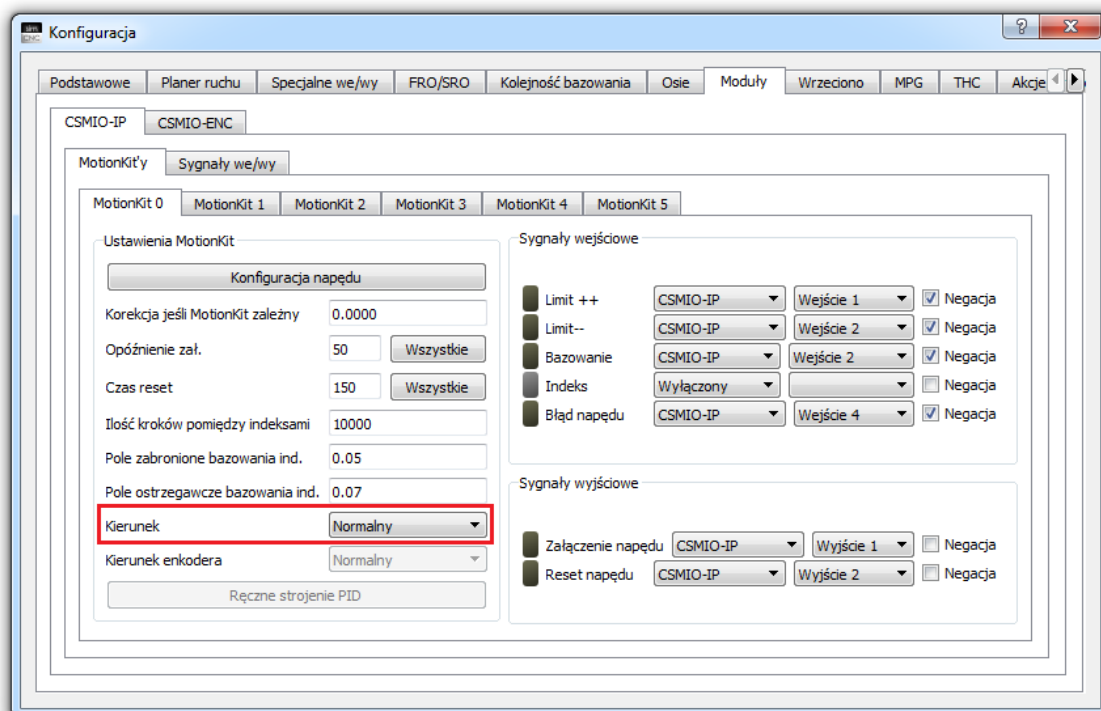 Konfiguracja
Podstawowe Planer ruchu Specjalne we/wy FRO/SRO Kolejność bazowania Osie Moduły Wrzeciono MPG THC Akcje
CSMIO-IP CSMIO-ENC
MotionKit'y Sygnały we/wy
MotionKit 0 MotionKit 1 MotionKit 2 MotionKit 3 MotionKit 4 MotionKit 5
Ustawienia MotionKit
Konfiguracja napędu
Korekcja jeśli MotionKit zależny 0.0000
Opóźnienie zał. 50 Wszystkie
Czas reset 150 Wszystkie
Ilość kroków pomiędzy indeksami 10000
Pole zabronione bazowania ind. 0.05
Pole ostrzegawcze bazowania ind. 0.07
Kierunek Normalny
Kierunek enkodera Normalny
Ręczne strojenie PID
Sygnały wejściowe
Limit ++ CSMIO-IP Wejście 1 Negacja
Limit-- CSMIO-IP Wejście 2 Negacja
Bazowanie CSMIO-IP Wejście 2 Negacja
Indeks Wyłączony Negacja
Błąd napędu CSMIO-IP Wejście 4 Negacja
Sygnały wyjściowe
Załączenie napędu CSMIO-IP Wyjście 1 Negacja
Reset napędu CSMIO-IP Wyjście 2 Negacja